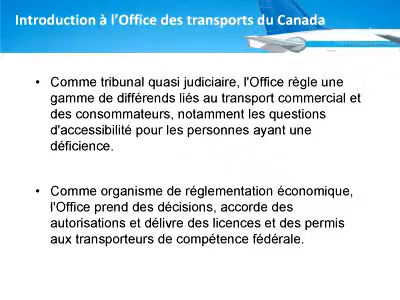 Introduction à l’Office des transports du Canada
• Comme tribunal quasi judiciaire, l'Office règle une
gamme de différends liés au transport commercial et
des consommateurs, notamment les questions
d'accessibilité pour les personnes ayant une
déficience.
• Comme organisme de réglementation économique,
l'Office prend des décisions, accorde des
autorisations et délivre des licences et des permis
aux transporteurs de compétence fédérale.